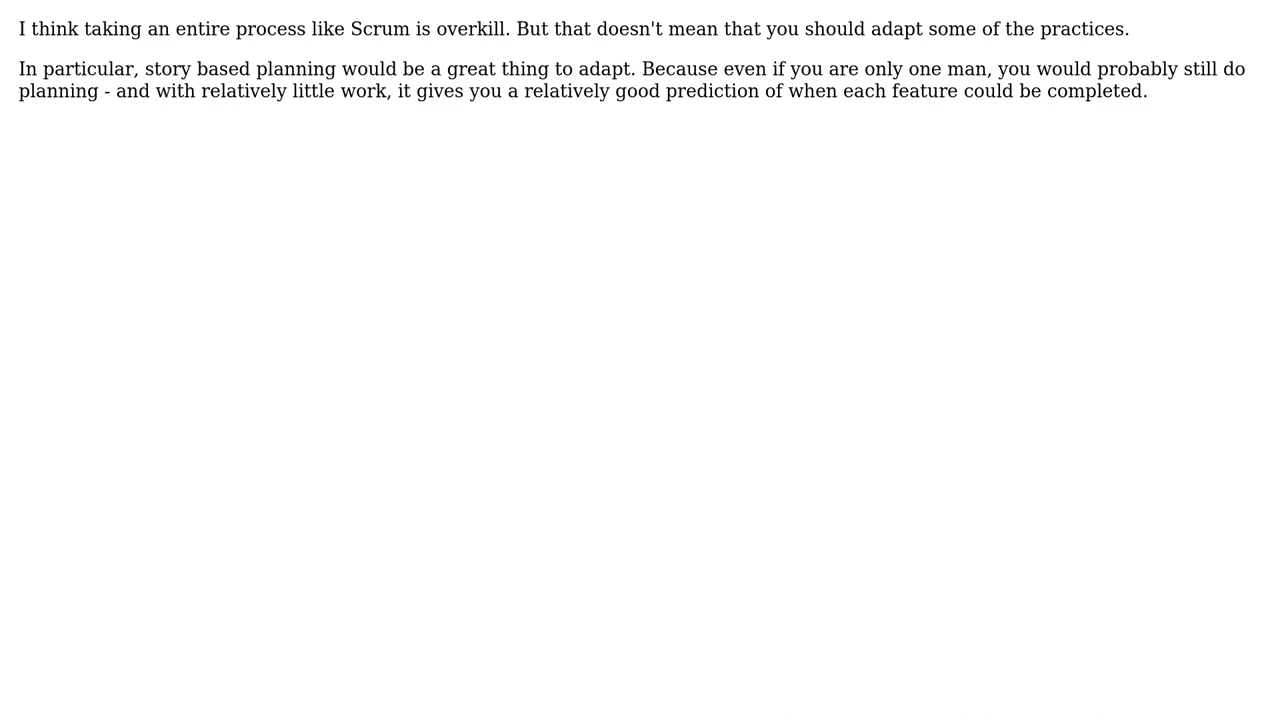 I think taking an entire process like Scrum is overkill. But that doesn't mean that you should adapt some of the practices.
In particular, story based planning would be a great thing to adapt. Because even if you are only one man, you would probably still do
planning - and with relatively little work, it gives you a relatively good prediction of when each feature could be completed.